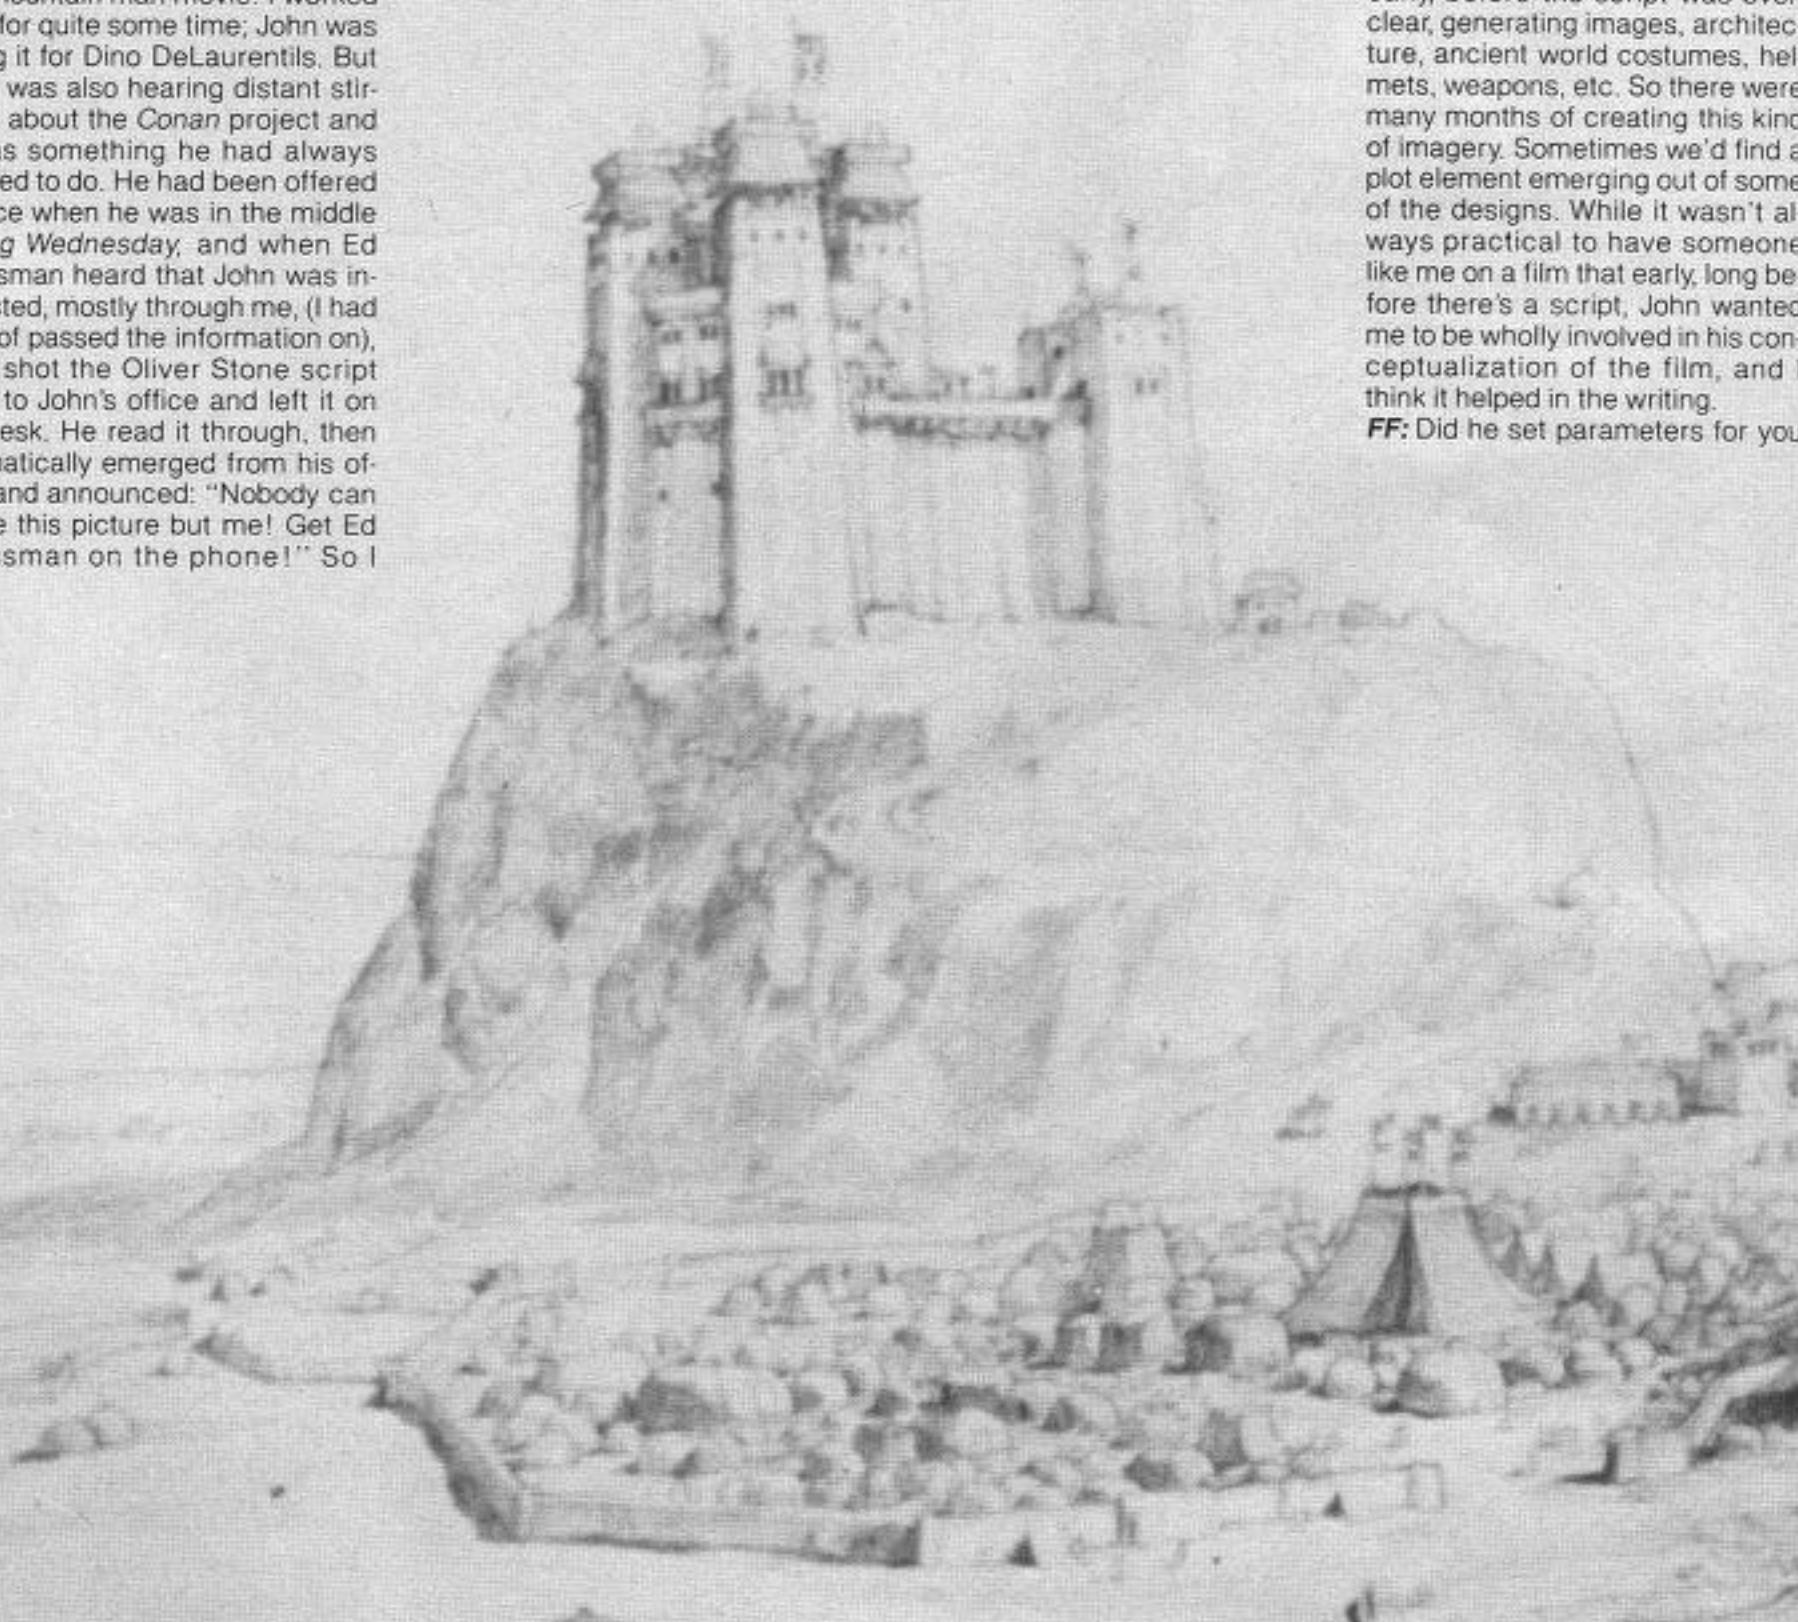 for quite some time; John was
it for Dino DeLaurentils. But
was also hearing distant stir-
about the Conan project and
something he had always
ed to do. He had been offered
ce when he was in the middle
g Wednesday, and when Ed
sman heard that John was in-
sted, mostly through me, (I had
of passed the information on),
shot the Oliver Stone script
to John's office and left it on
esk. He read it through, then
atically emerged from his of-
and announced: "Nobody can
e this picture but me! Get Ed
ssman on the phone!" So I
clear, generating images, architec-
ture, ancient world costumes, hel-
mets, weapons, etc. So there were
many months of creating this kind
of imagery. Sometimes we'd find a
plot element emerging out of some
of the designs. While it wasn't al-
ways practical to have someone
like me on a film that early, long be-
fore there's a script, John wanted
me to be wholly involved in his con-
ceptualization of the film, and I
think it helped in the writing.
FF: Did he set parameters for you